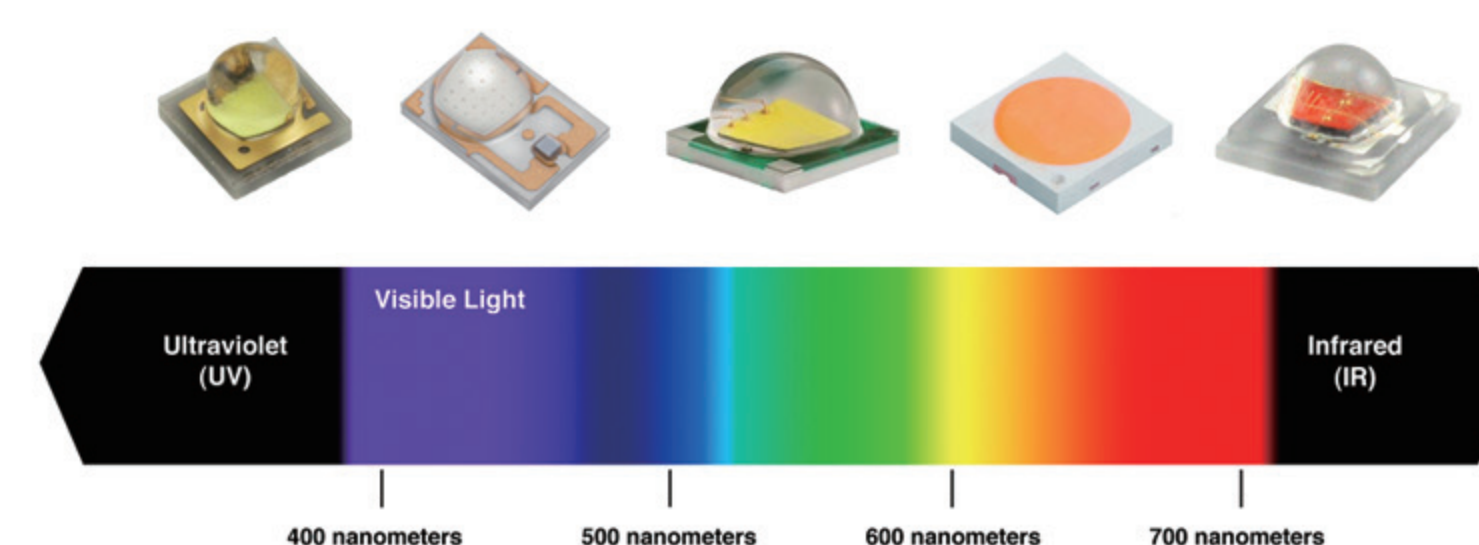 Visible Light
Ultraviolet
(UV)
Infrared
(IR)
400 nanometers
500 nanometers
600 nanometers
700 nanometers